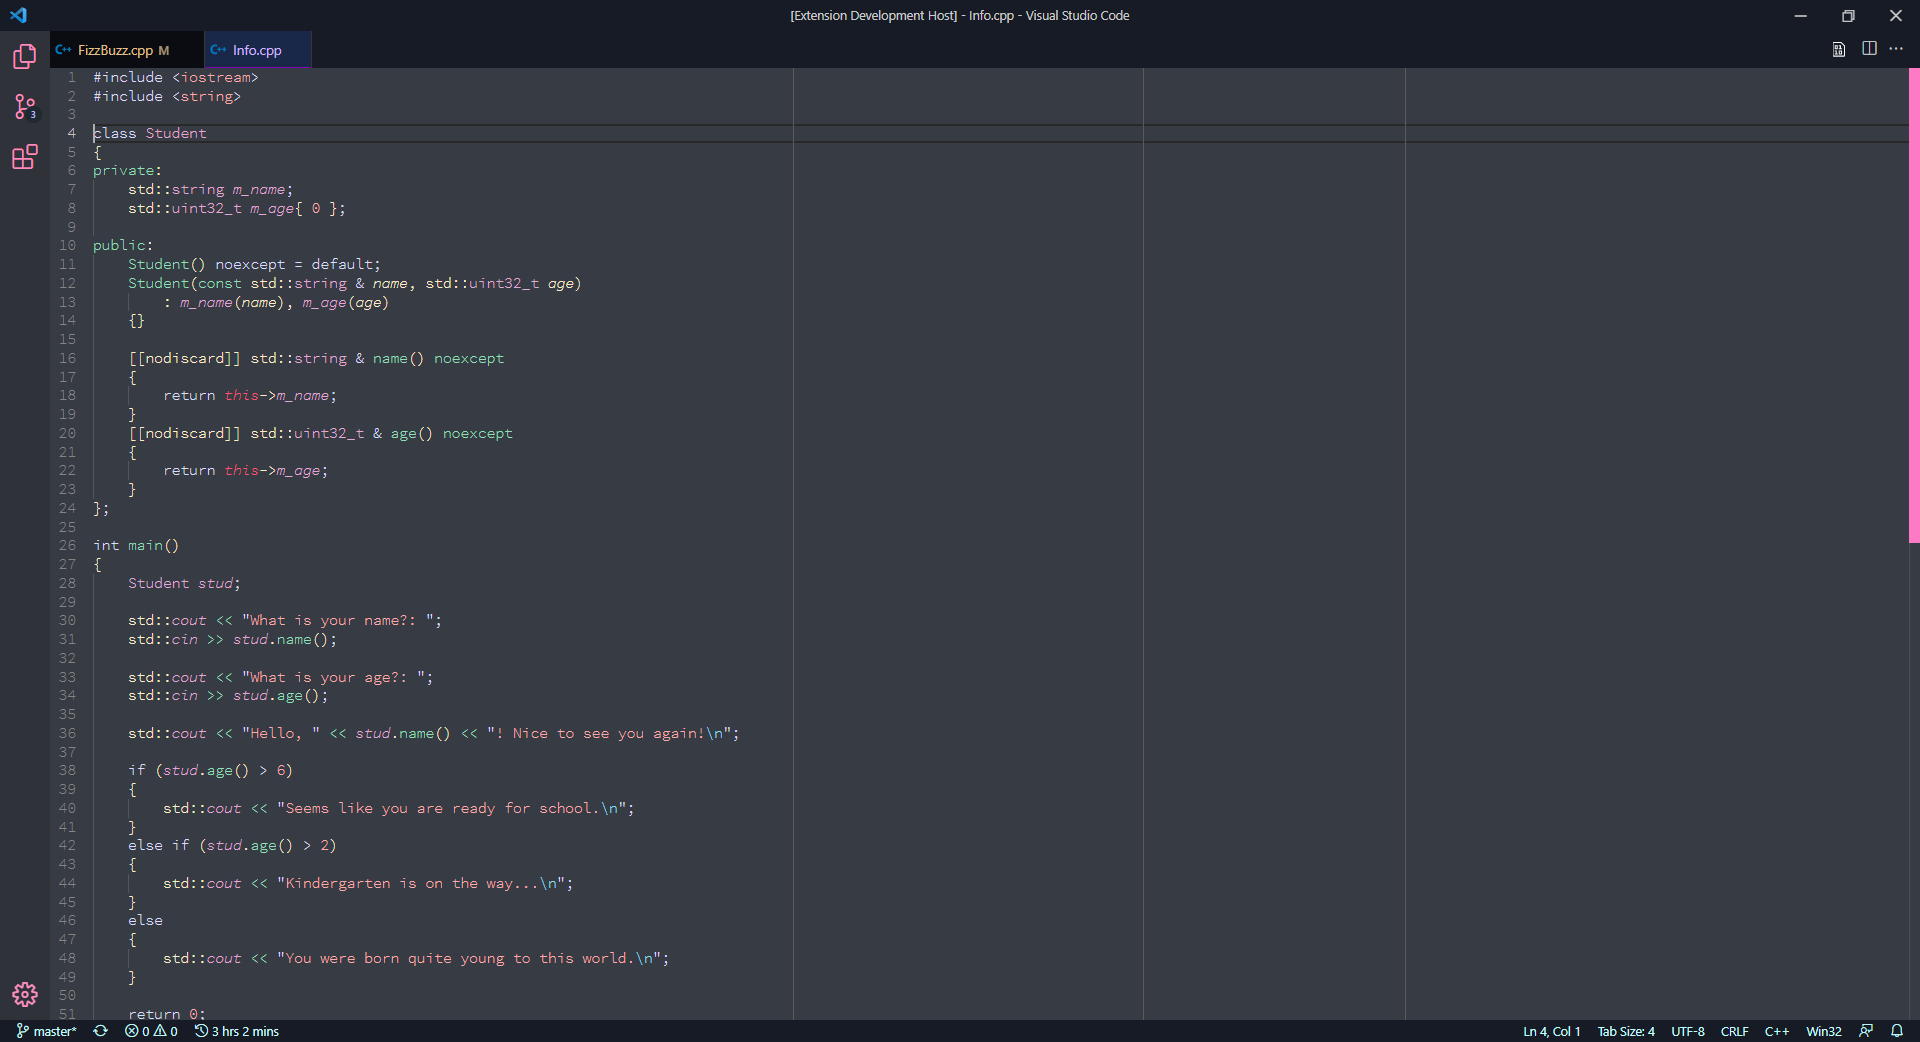 [Extension Development Host] - Info.cpp - Visual Studio Code
C++ FizzBuzz.cpp M
C++ Info.cpp
3
1 #include <iostream>
2 #include <string>
3
4 class Student
5 {
6 private:
7 std::string m_name;
8 std::uint32_t m_age{ 0 };
9
10 public:
11 Student() noexcept = default;
12 Student(const std::string & name, std::uint32_t age)
13 : m_name(name), m_age(age)
14 {}
15
16 [[nodiscard]] std::string & name() noexcept
17 {
18 return this->m_name;
19 }
20 [[nodiscard]] std::uint32_t & age() noexcept
21 {
22 return this->m_age;
23 }
24 };
25
26 int main()
27 {
28 Student stud;
29
30 std::cout << "What is your name?: ";
31 std::cin >> stud.name();
32
33 std::cout << "What is your age?: ";
34 std::cin >> stud.age();
35
36 std::cout << "Hello, " << stud.name() << "! Nice to see you again!\n";
37
38 if (stud.age() > 6)
39 {
40 std::cout << "Seems like you are ready for school.\n";
41 }
42 else if (stud.age() > 2)
43 {
44 std::cout << "Kindergarten is on the way...\n";
45 }
46 else
47 {
48 std::cout << "You were born quite young to this world.\n";
49 }
50
51 return 0;
master* 0 0 3 hrs 2 mins
Ln 4, Col 1 Tab Size: 4 UTF-8 CRLF C++ Win32